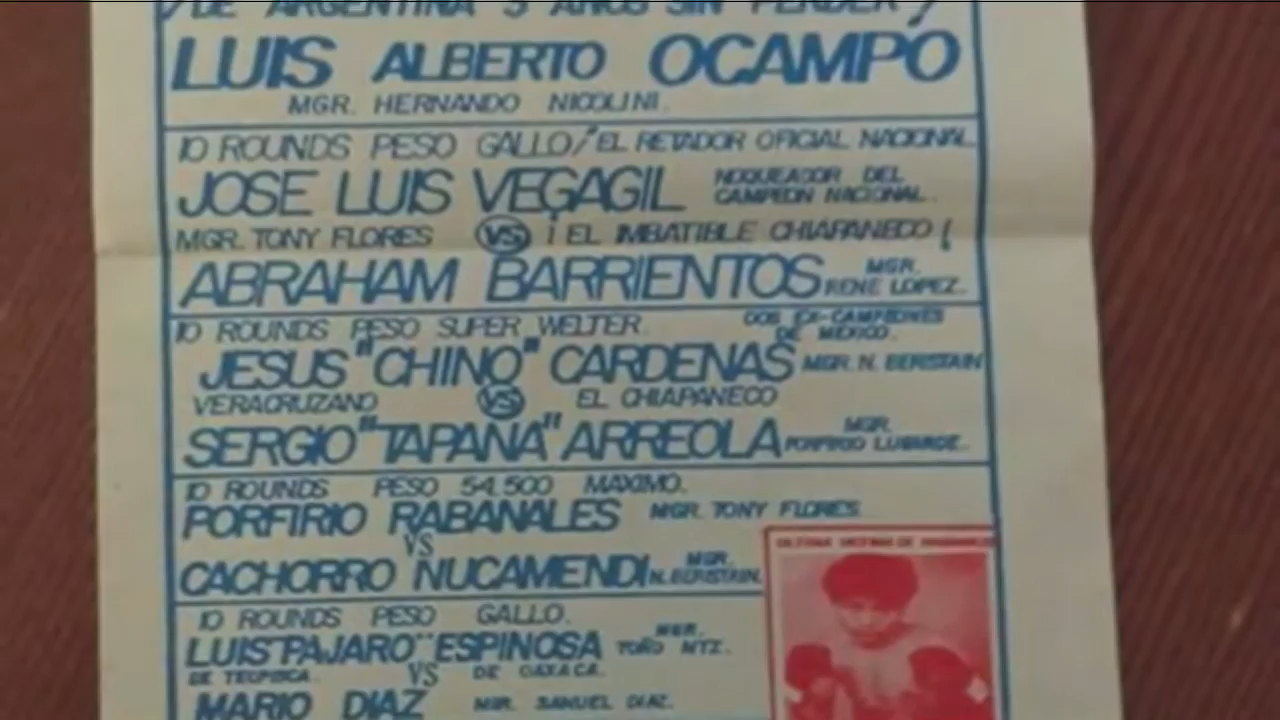 ¡DE ARGENTINA 3 AÑOS SIN PERDER!
LUIS ALBERTO OCAMPO
MGR. HERNANDO NICOLINI.
10 ROUNDS PESO GALLO/EL RETADOR OFICIAL NACIONAL
JOSE LUIS VEGAGIL NOQUEADOR DEL
CAMPEON NACIONAL.
MGR. TONY FLORES VS ¡EL IMBATIBLE CHIAPANECO!
ABRAHAM BARRIENTOS MGR.
RENE LOPEZ.
10 ROUNDS PESO SUPER WELTER. DOS EX-CAMPEONES
DE MEXICO.
JESUS "CHINO" CARDENAS MGR. N. BERISTAIN
VERACRUZANO VS EL CHIAPANECO
SERGIO "TAPANA" ARREOLA MGR.
PORFIRIO
10 ROUNDS PESO 54.500 MAXIMO.
PORFIRIO RABANALES MGR. TONY FLORES
VS
CACHORRO NUCAMENDI MGR.
N. BERISTAIN.
10 ROUNDS PESO GALLO.
LUIS "PAJARO" ESPINOSA MGR.
TOÑO MTZ.
DE TEOPISCA. VS DE OAXACA.
MARIO DIAZ MGR. SAMUEL DIAZ.